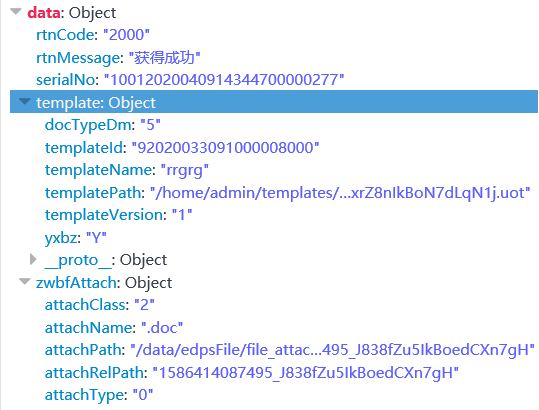 data: Object
rtnCode: "2000"
rtnMessage: "获得成功"
serialNo: "10012020040914344700000277"
template: Object
docTypeDm: "5"
templateId: "92020033091000008000"
templateName: "rrgrg"
templatePath: "/home/admin/templates/...xrZ8nIkBoN7dLqN1j.uot"
templateVersion: "1"
yxbz: "Y"
__proto__: Object
zwbfAttach: Object
attachClass: "2"
attachName: ".doc"
attachPath: "/data/edpsFile/file_attac...495_J838fZu5IkBoedCXn7gH"
attachRelPath: "1586414087495_J838fZu5IkBoedCXn7gH"
attachType: "0"